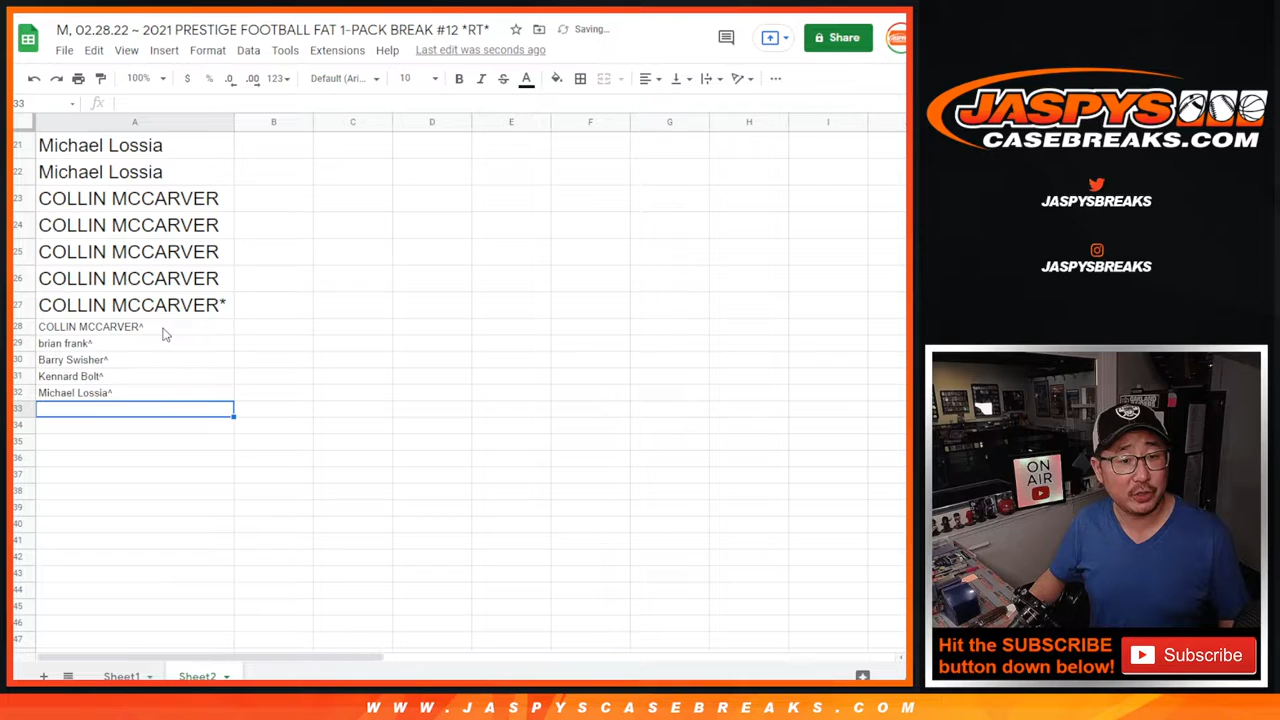 M, 02.28.22 ~ 2021 PRESTIGE FOOTBALL FAT 1-PACK BREAK #12 *RT*
Saving...
File Edit View Insert Format Data Tools Extensions Help Last edit was seconds ago
Share
100% $ % .0 .00 123 Default (Ari... 10 B I S A
33 fx
A B C D E F G H I
21 Michael Lossia
22 Michael Lossia
23 COLLIN MCCARVER
24 COLLIN MCCARVER
25 COLLIN MCCARVER
26 COLLIN MCCARVER
27 COLLIN MCCARVER*
28 COLLIN MCCARVER^
29 brian frank^
30 Barry Swisher^
31 Kennard Bolt^
32 Michael Lossia^
33
34
35
36
37
38
39
40
41
42
43
44
45
46
47
Sheet1 Sheet2
JASPYS
CASEBREAKS.COM
JASPYSBREAKS
JASPYSBREAKS
ON
AIR
Hit the SUBSCRIBE
button down below!
Subscribe
WWW.JASPYSCASEBREAKS.COM